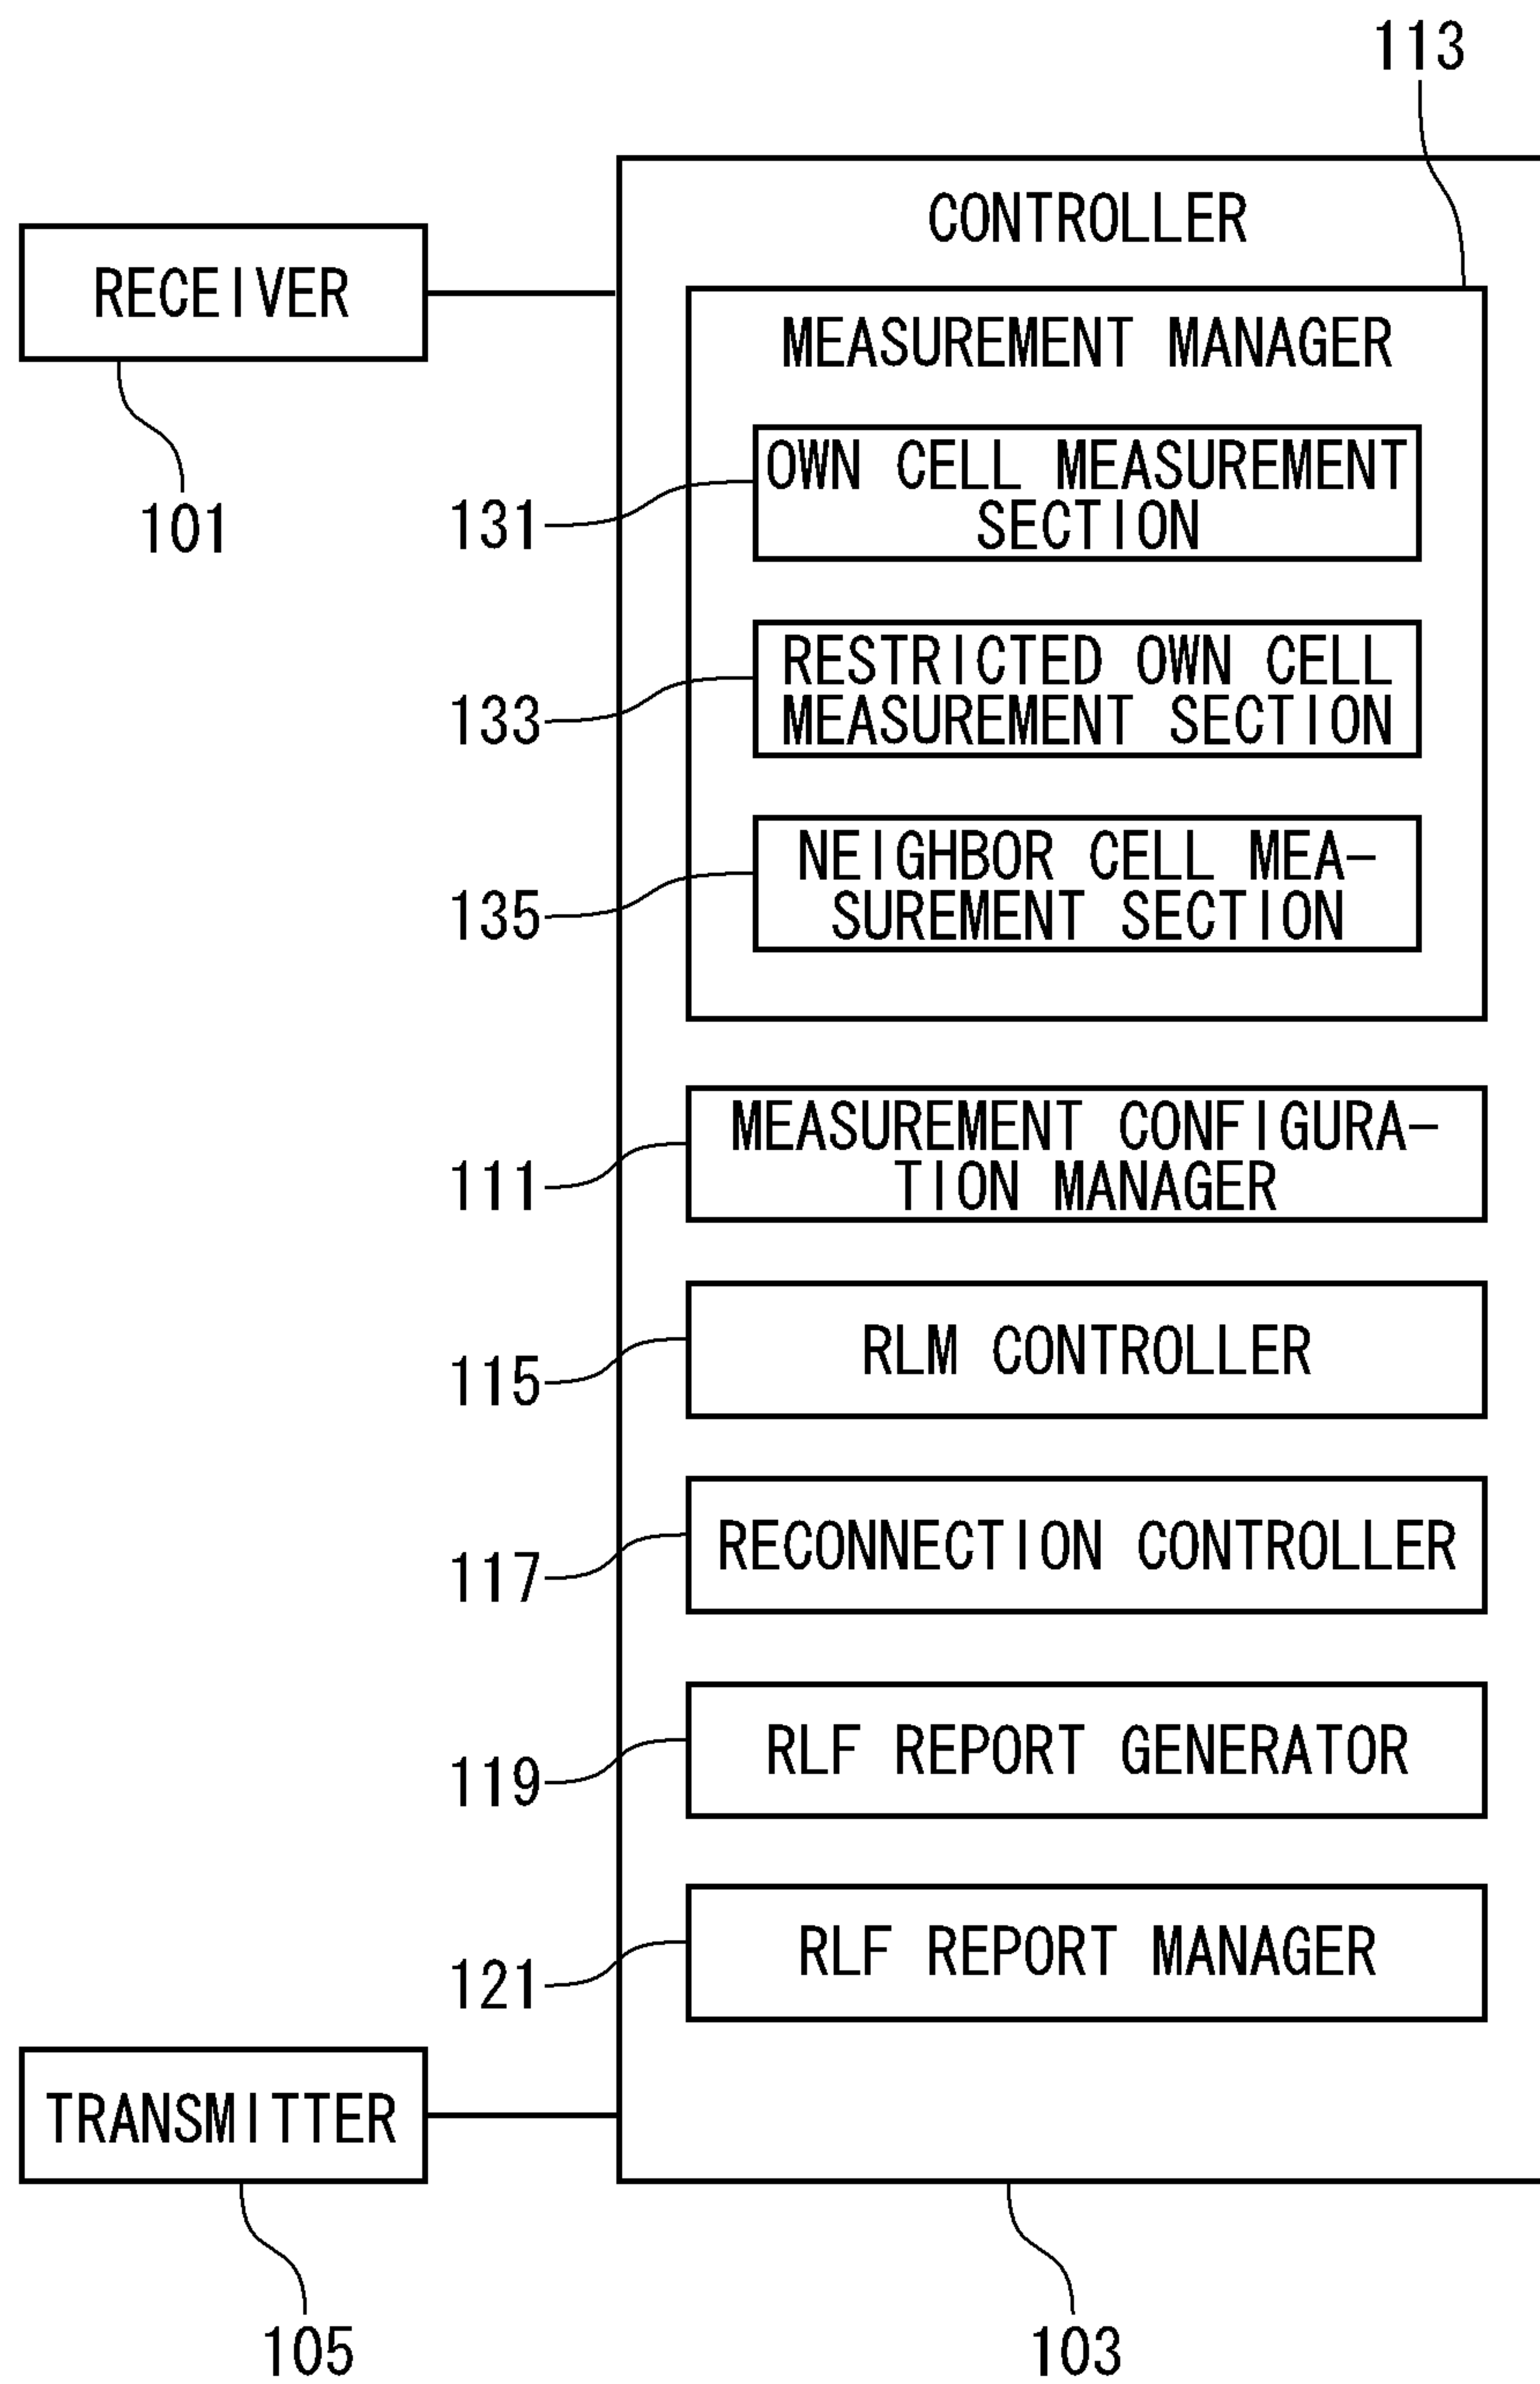 113
CONTROLLER
RECEIVER
MEASUREMENT MANAGER
OWN CELL MEASUREMENT
SECTION
101
131
RESTRICTED OWN CELL
MEASUREMENT SECTION
133
NEIGHBOR CELL MEA-
SUREMENT SECTION
135
MEASUREMENT CONFIGURA-
TION MANAGER
111
RLM CONTROLLER
115
RECONNECTION CONTROLLER
117
RLF REPORT GENERATOR
119
RLF REPORT MANAGER
121
TRANSMITTER
105
103